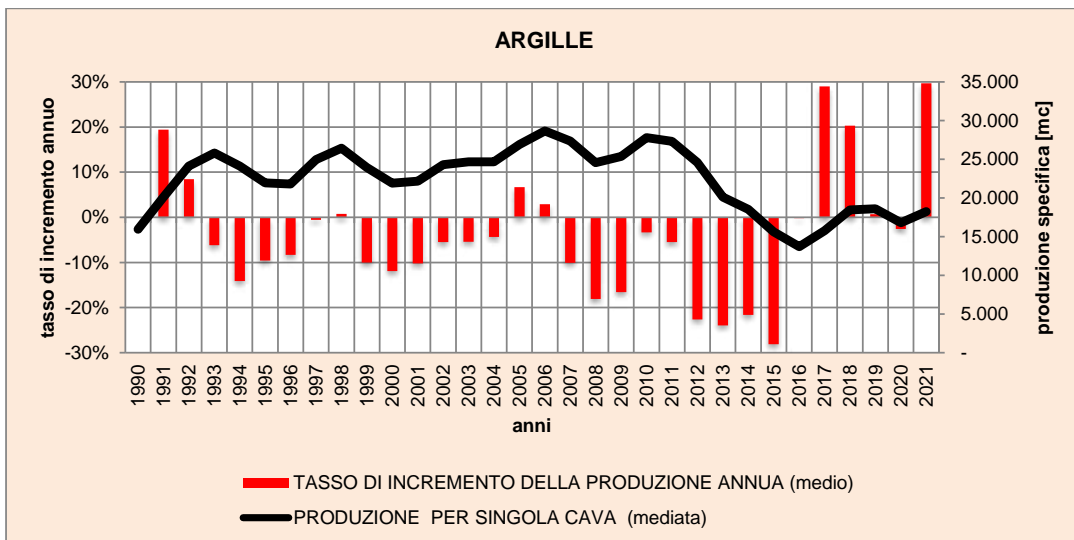 ARGILLE
tasso di incremento annuo
30%
20%
10%
0%
-10%
-20%
-30%
35.000
30.000
25.000
20.000
15.000
10.000
5.000
-
produzione specifica [mc]
1990 1991 1992 1993 1994 1995 1996 1997 1998 1999 2000 2001 2002 2003 2004 2005 2006 2007 2008 2009 2010 2011 2012 2013 2014 2015 2016 2017 2018 2019 2020 2021
anni
TASSO DI INCREMENTO DELLA PRODUZIONE ANNUA (medio)
PRODUZIONE PER SINGOLA CAVA (mediata)